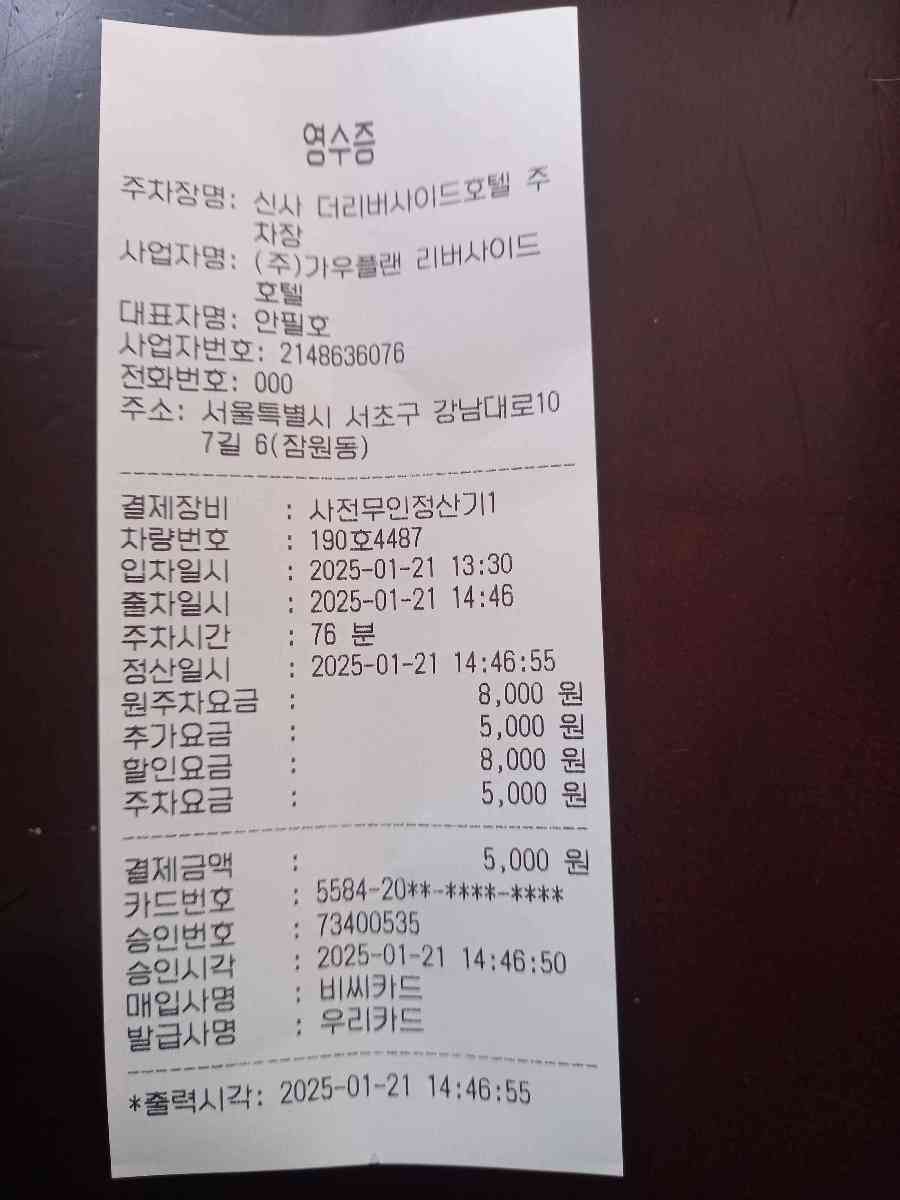 영수증
주차장명: 신사 더리버사이드호텔 주
차장
사업자명: (주)가우플랜 리버사이드
호텔
대표자명: 안필호
사업자번호: 2148636076
전화번호: 000
주소: 서울특별시 서초구 강남대로10
7길 6(잠원동)
결제장비 : 사전무인정산기1
차량번호 : 190호4487
입차일시 : 2025-01-21 13:30
출차일시 : 2025-01-21 14:46
주차시간 : 76 분
정산일시 : 2025-01-21 14:46:55
원주차요금 : 8,000 원
추가요금 : 5,000 원
할인요금 : 8,000 원
주차요금 : 5,000 원
결제금액 : 5,000 원
카드번호 : 5584-20**-****-****
승인번호 : 73400535
승인시각 : 2025-01-21 14:46:50
매입사명 : 비씨카드
발급사명 : 우리카드
*출력시각: 2025-01-21 14:46:55